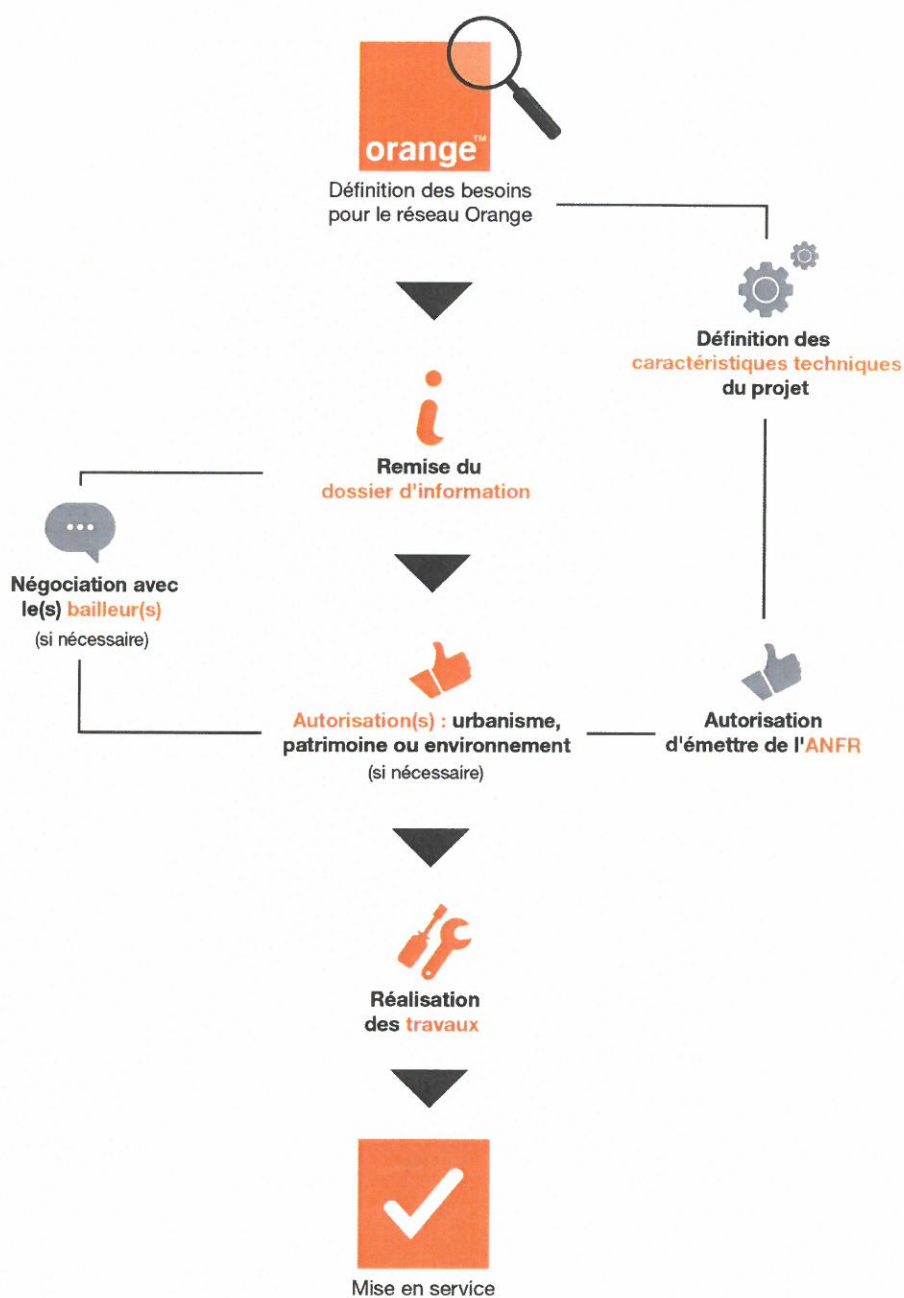 orange™
Définition des besoins
pour le réseau Orange
Définition des
caractéristiques techniques
du projet
Remise du
dossier d'information
Négociation avec
le(s) bailleur(s)
(si nécessaire)
Autorisation(s) : urbanisme,
patrimoine ou environnement
(si nécessaire)
Autorisation
d'émettre de l'ANFR
Réalisation
des travaux
Mise en service